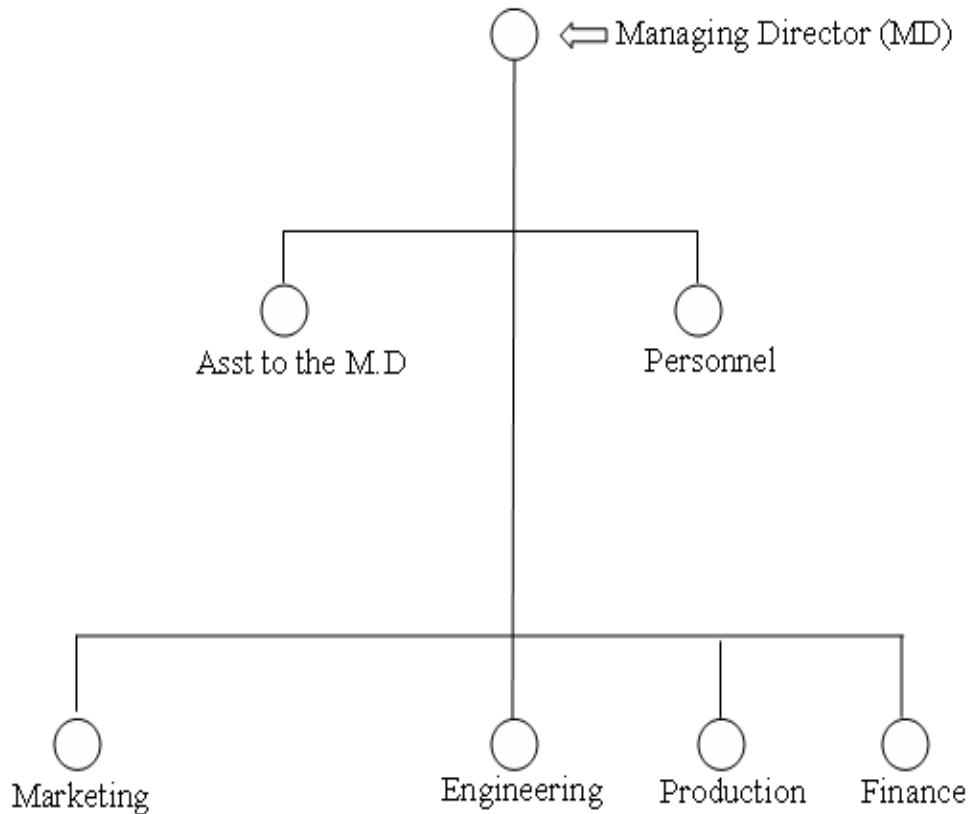 Managing Director (MD)
Asst to the M.D
Personnel
Marketing
Engineering
Production
Finance